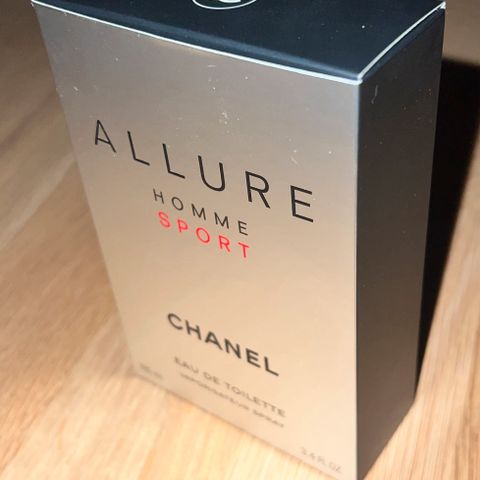 ALLURE
HOMME
SPORT
CHANEL
EAU DE TOILETTE
VAPORISATEUR SPRAY
3.4 FL. OZ